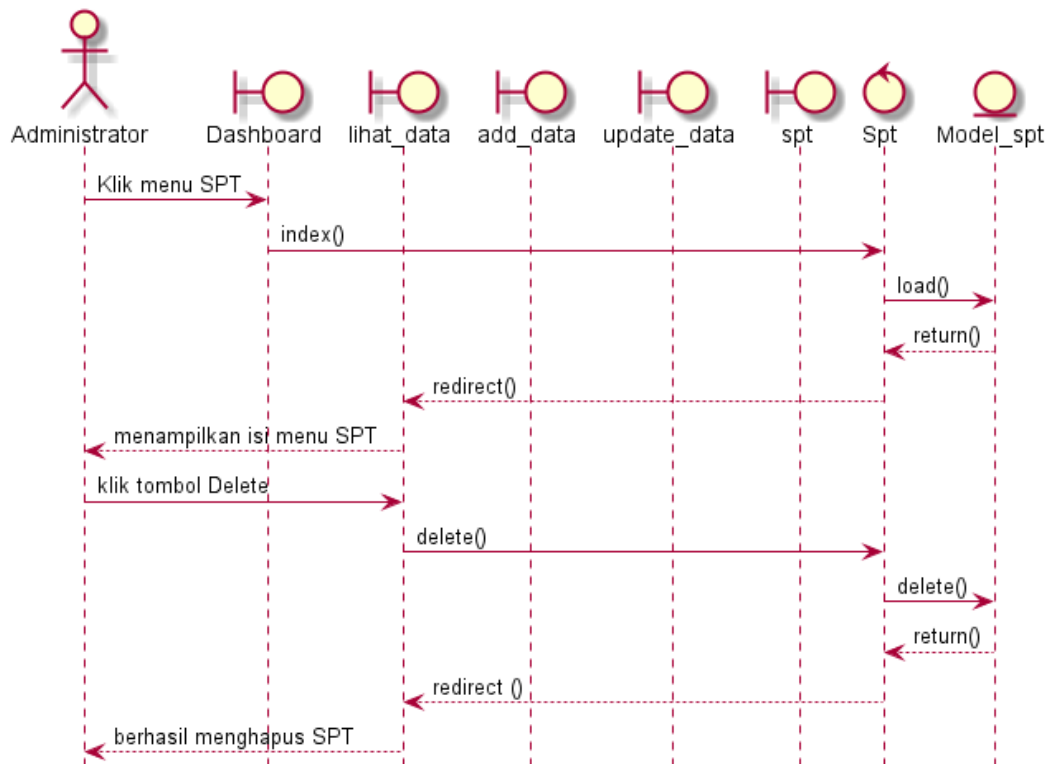 Administrator
Dashboard
lihat_data
add_data
update_data
spt
Spt
Model_spt
Klik menu SPT
index()
load()
return()
redirect()
menampilkan isi menu SPT
klik tombol Delete
delete()
delete()
return()
redirect ()
berhasil menghapus SPT